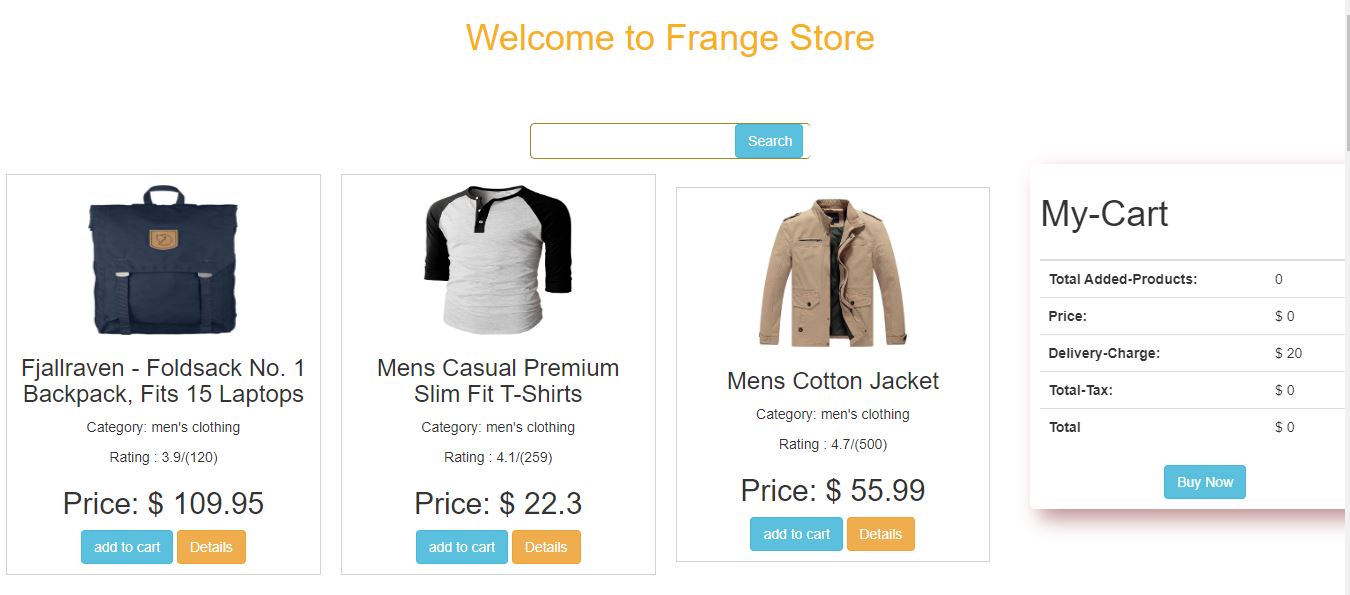 Welcome to Frange Store
Search
Fjallraven - Foldsack No. 1
Backpack, Fits 15 Laptops
Category: men's clothing
Rating : 3.9/(120)
Price: $ 109.95
add to cart Details
Mens Casual Premium
Slim Fit T-Shirts
Category: men's clothing
Rating : 4.1/(259)
Price: $ 22.3
add to cart Details
Mens Cotton Jacket
Category: men's clothing
Rating : 4.7/(500)
Price: $ 55.99
add to cart Details
My-Cart
Total Added-Products: 0
Price: $ 0
Delivery-Charge: $ 20
Total-Tax: $ 0
Total $ 0
Buy Now